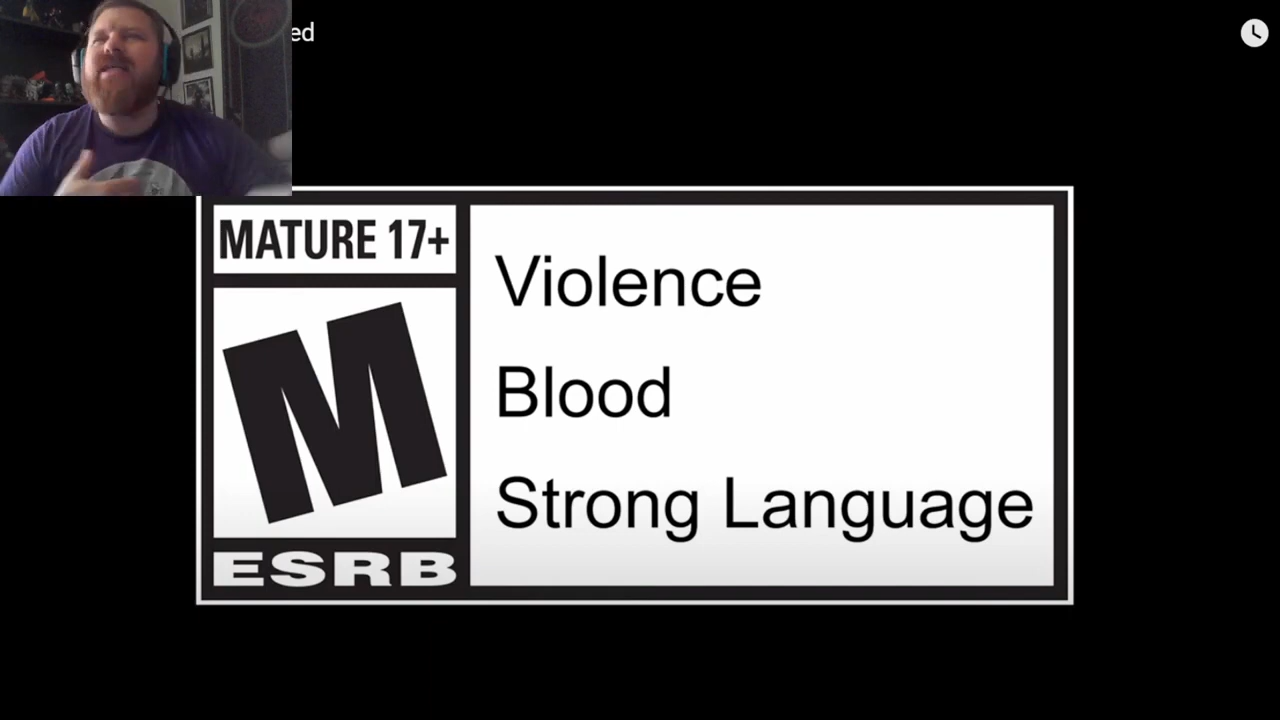 ed
MATURE 17+
M
ESRB
Violence
Blood
Strong Language